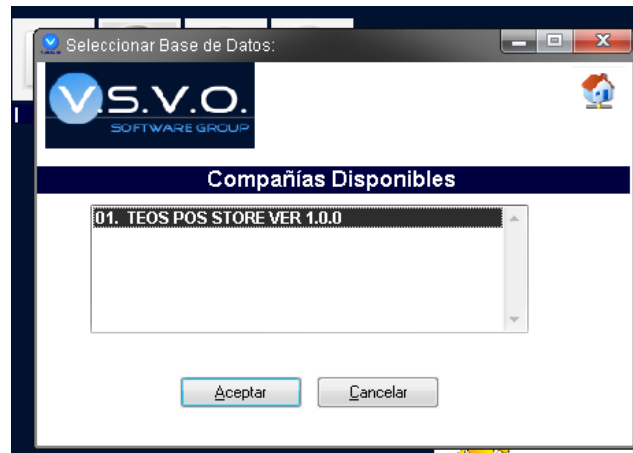 Seleccionar Base de Datos:
V.S.V.O.
SOFTWARE GROUP
Compañías Disponibles
01. TEOS POS STORE VER 1.0.0
Aceptar
Cancelar